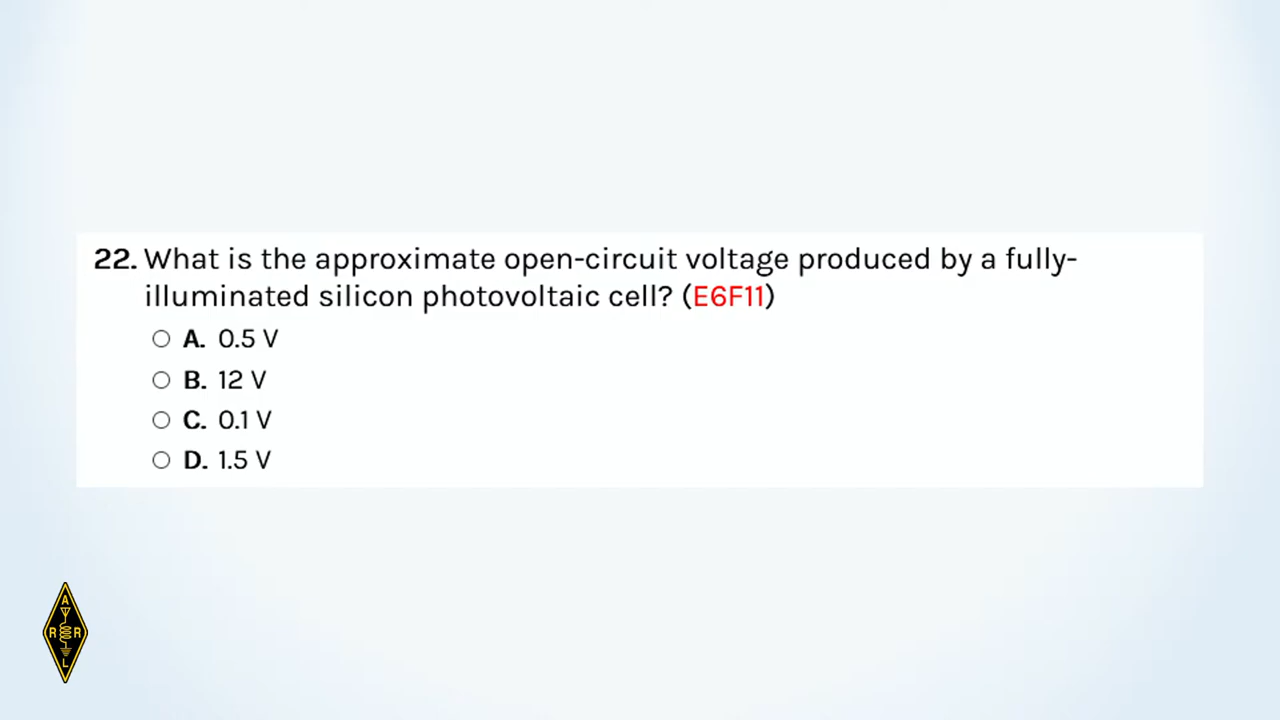 22. What is the approximate open-circuit voltage produced by a fully-
illuminated silicon photovoltaic cell? (E6F11)
A. 0.5 V
B. 12 V
C. 0.1 V
D. 1.5 V
A
R R
L